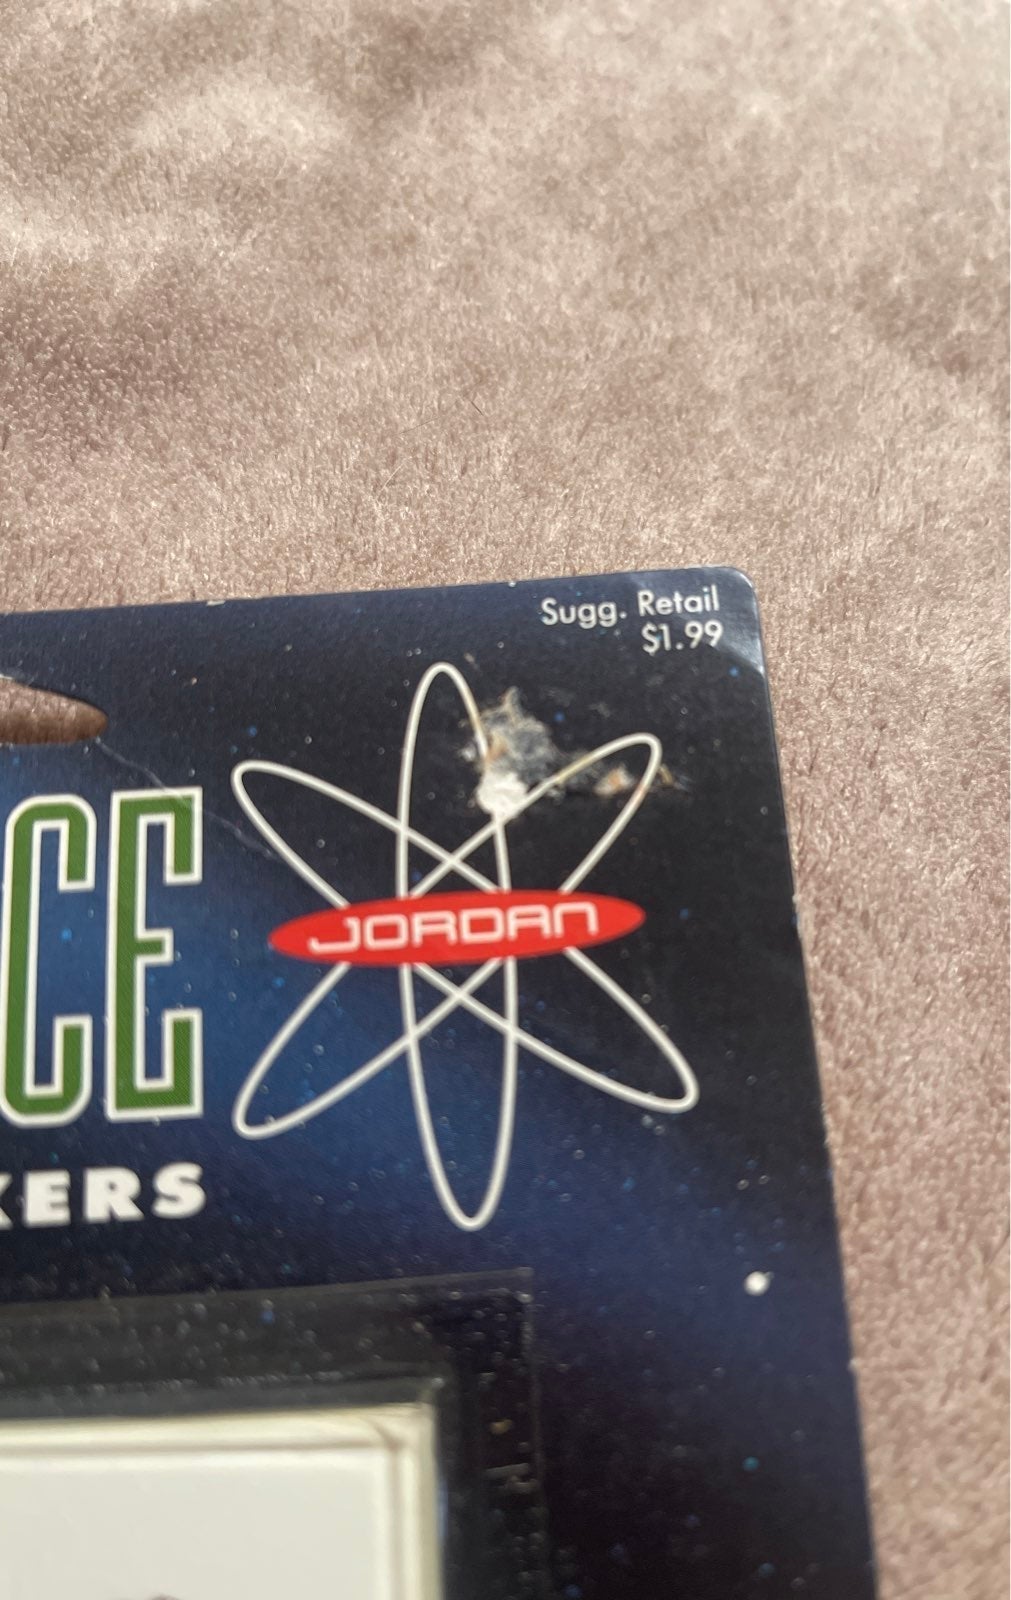 Sugg. Retail
$1.99
CE
JORDAN
KERS